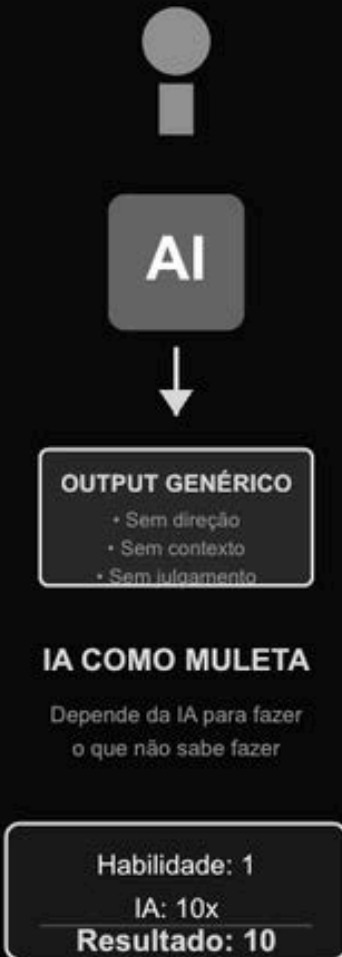 AI
OUTPUT GENÉRICO
• Sem direção
• Sem contexto
• Sem julgamento
IA COMO MULETA
Depende da IA para fazer
o que não sabe fazer
Habilidade: 1
IA: 10x
Resultado: 10